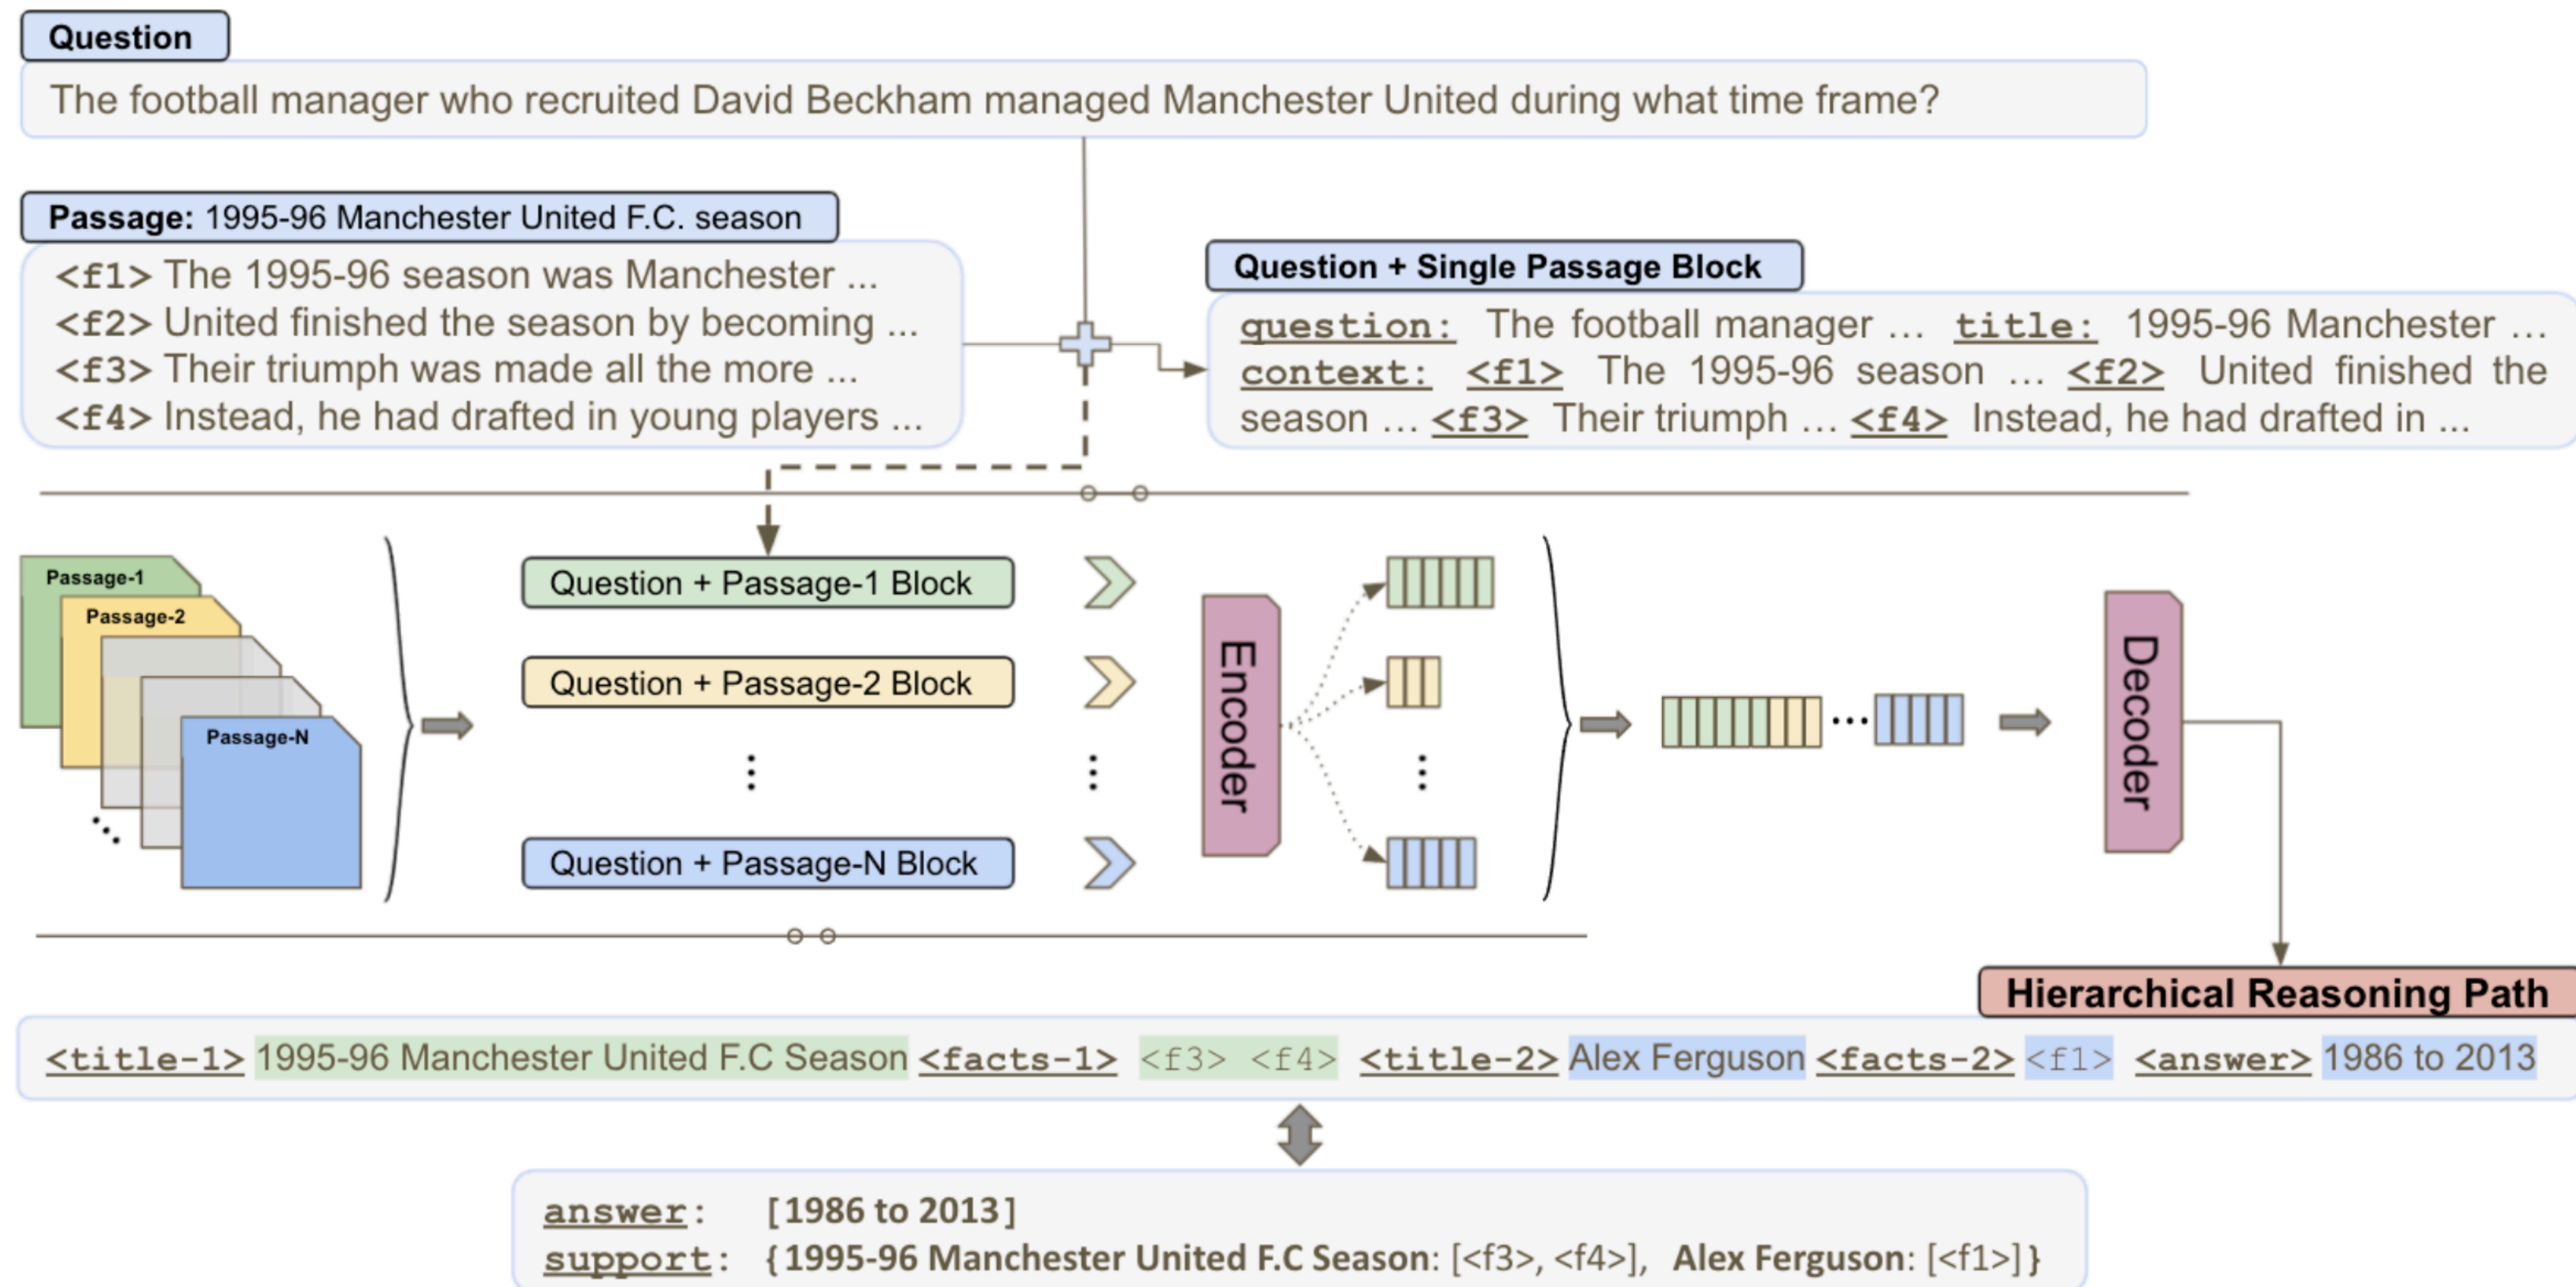 Question
The football manager who recruited David Beckham managed Manchester United during what time frame?
Passage: 1995-96 Manchester United F.C. season
<f1> The 1995-96 season was Manchester ...
<f2> United finished the season by becoming ...
<f3> Their triumph was made all the more ...
<f4> Instead, he had drafted in young players ...
Question + Single Passage Block
question: The football manager ... title: 1995-96 Manchester ...
context: <f1> The 1995-96 season ... <f2> United finished the
season ... <f3> Their triumph ... <f4> Instead, he had drafted in ...
Passage-1
Passage-2
Passage-N
Question + Passage-1 Block
Question + Passage-2 Block
Question + Passage-N Block
Encoder
Decoder
Hierarchical Reasoning Path
<title-1> 1995-96 Manchester United F.C Season <facts-1> <f3> <f4> <title-2> Alex Ferguson <facts-2> <f1> <answer> 1986 to 2013
answer: [1986 to 2013]
support: {1995-96 Manchester United F.C Season: [<f3>, <f4>], Alex Ferguson: [<f1>]}